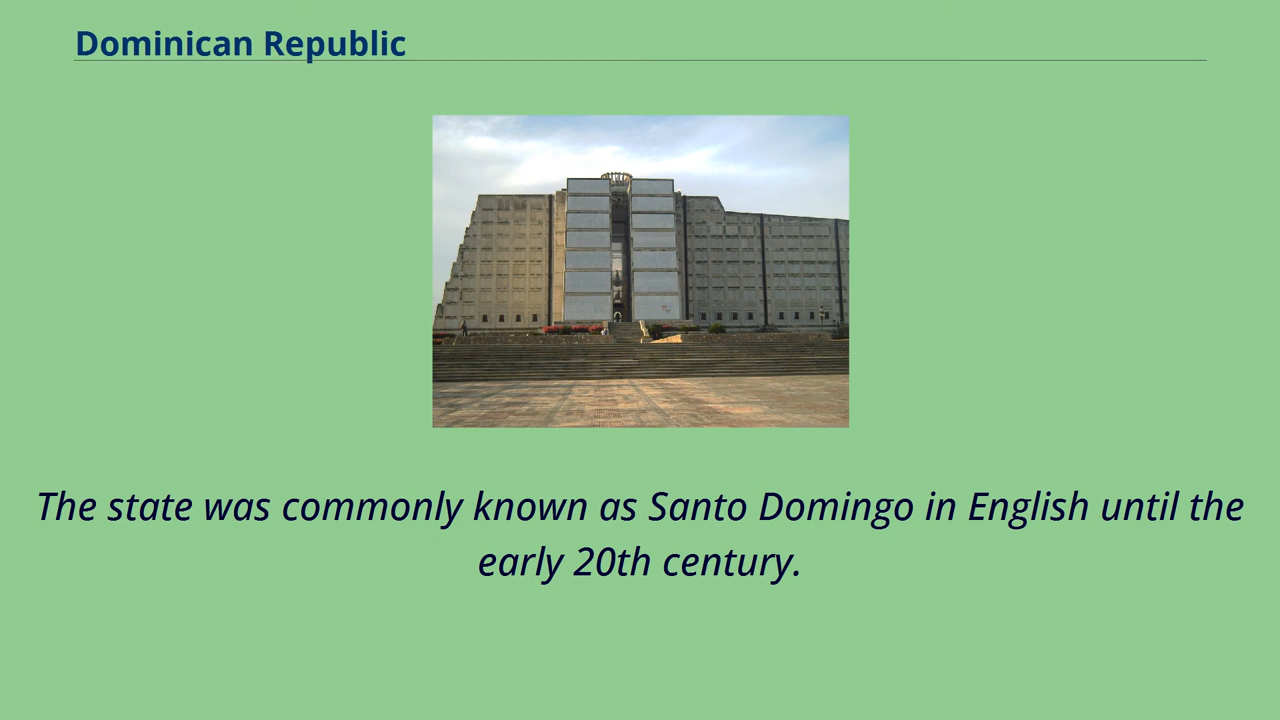 Dominican Republic
The state was commonly known as Santo Domingo in English until the
early 20th century.